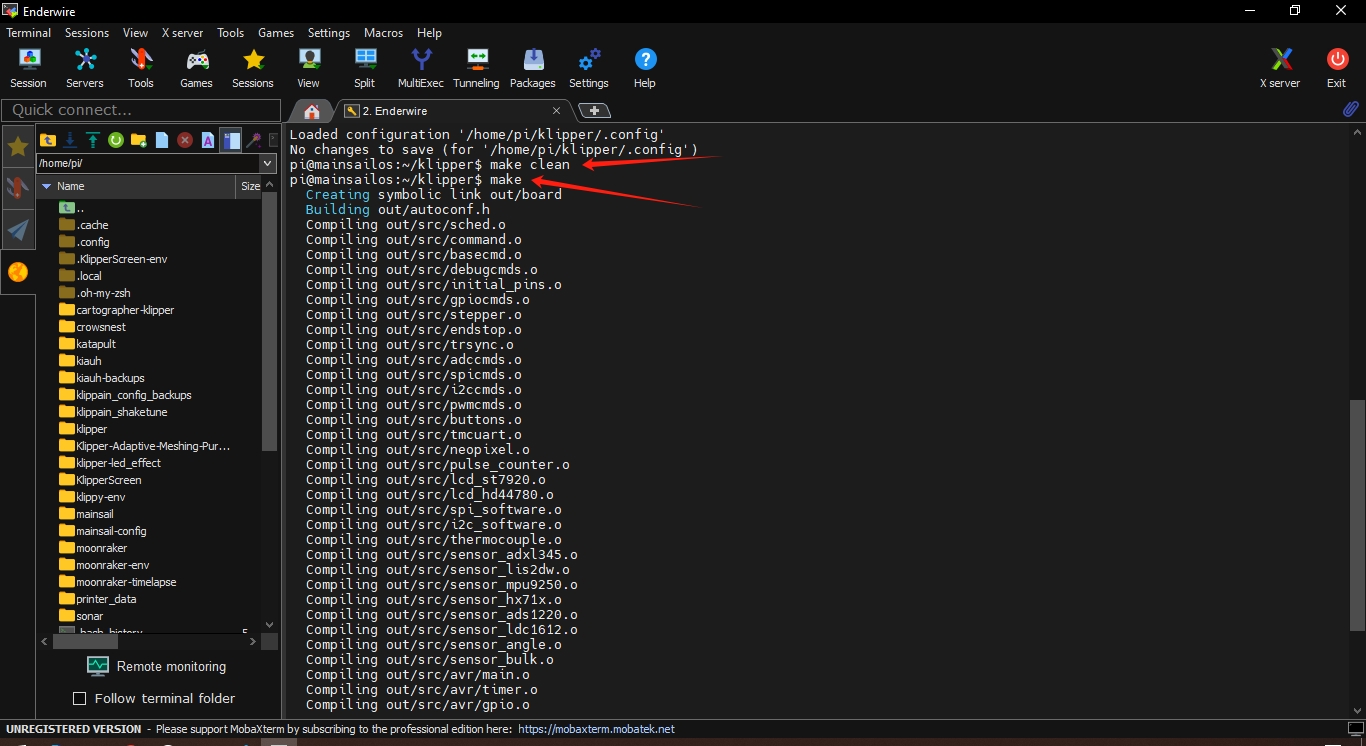 Enderwire
Terminal Sessions View X server Tools Games Settings Macros Help
Session Servers Tools Games Sessions View Split MultiExec Tunneling Packages Settings Help X server Exit
Quick connect...
2. Enderwire
/home/pi/
Name Size
..
.cache
.config
.KlipperScreen-env
.local
.oh-my-zsh
cartographer-klipper
crowsnest
katapult
kiauh
kiauh-backups
klippain_config_backups
klippain_shaketune
klipper
Klipper-Adaptive-Meshing-Pur...
klipper-led_effect
KlipperScreen
klippy-env
mainsail
mainsail-config
moonraker
moonraker-env
moonraker-timelapse
printer_data
sonar
Remote monitoring
Follow terminal folder
Loaded configuration '/home/pi/klipper/.config'
No changes to save (for '/home/pi/klipper/.config')
pi@mainsailos:~/klipper$ make clean
pi@mainsailos:~/klipper$ make
Creating symbolic link out/board
Building out/autoconf.h
Compiling out/src/sched.o
Compiling out/src/command.o
Compiling out/src/basecmd.o
Compiling out/src/debugcmds.o
Compiling out/src/initial_pins.o
Compiling out/src/gpiocmds.o
Compiling out/src/stepper.o
Compiling out/src/endstop.o
Compiling out/src/trsync.o
Compiling out/src/adccmds.o
Compiling out/src/spicmds.o
Compiling out/src/i2ccmds.o
Compiling out/src/pwmcmds.o
Compiling out/src/buttons.o
Compiling out/src/tmcuart.o
Compiling out/src/neopixel.o
Compiling out/src/pulse_counter.o
Compiling out/src/lcd_st7920.o
Compiling out/src/lcd_hd44780.o
Compiling out/src/spi_software.o
Compiling out/src/i2c_software.o
Compiling out/src/thermocouple.o
Compiling out/src/sensor_adxl345.o
Compiling out/src/sensor_lis2dw.o
Compiling out/src/sensor_mpu9250.o
Compiling out/src/sensor_hx71x.o
Compiling out/src/sensor_ads1220.o
Compiling out/src/sensor_ldc1612.o
Compiling out/src/sensor_angle.o
Compiling out/src/sensor_bulk.o
Compiling out/src/avr/main.o
Compiling out/src/avr/timer.o
Compiling out/src/avr/gpio.o
UNREGISTERED VERSION - Please support MobaXterm by subscribing to the professional edition here: https://mobaxterm.mobatek.net